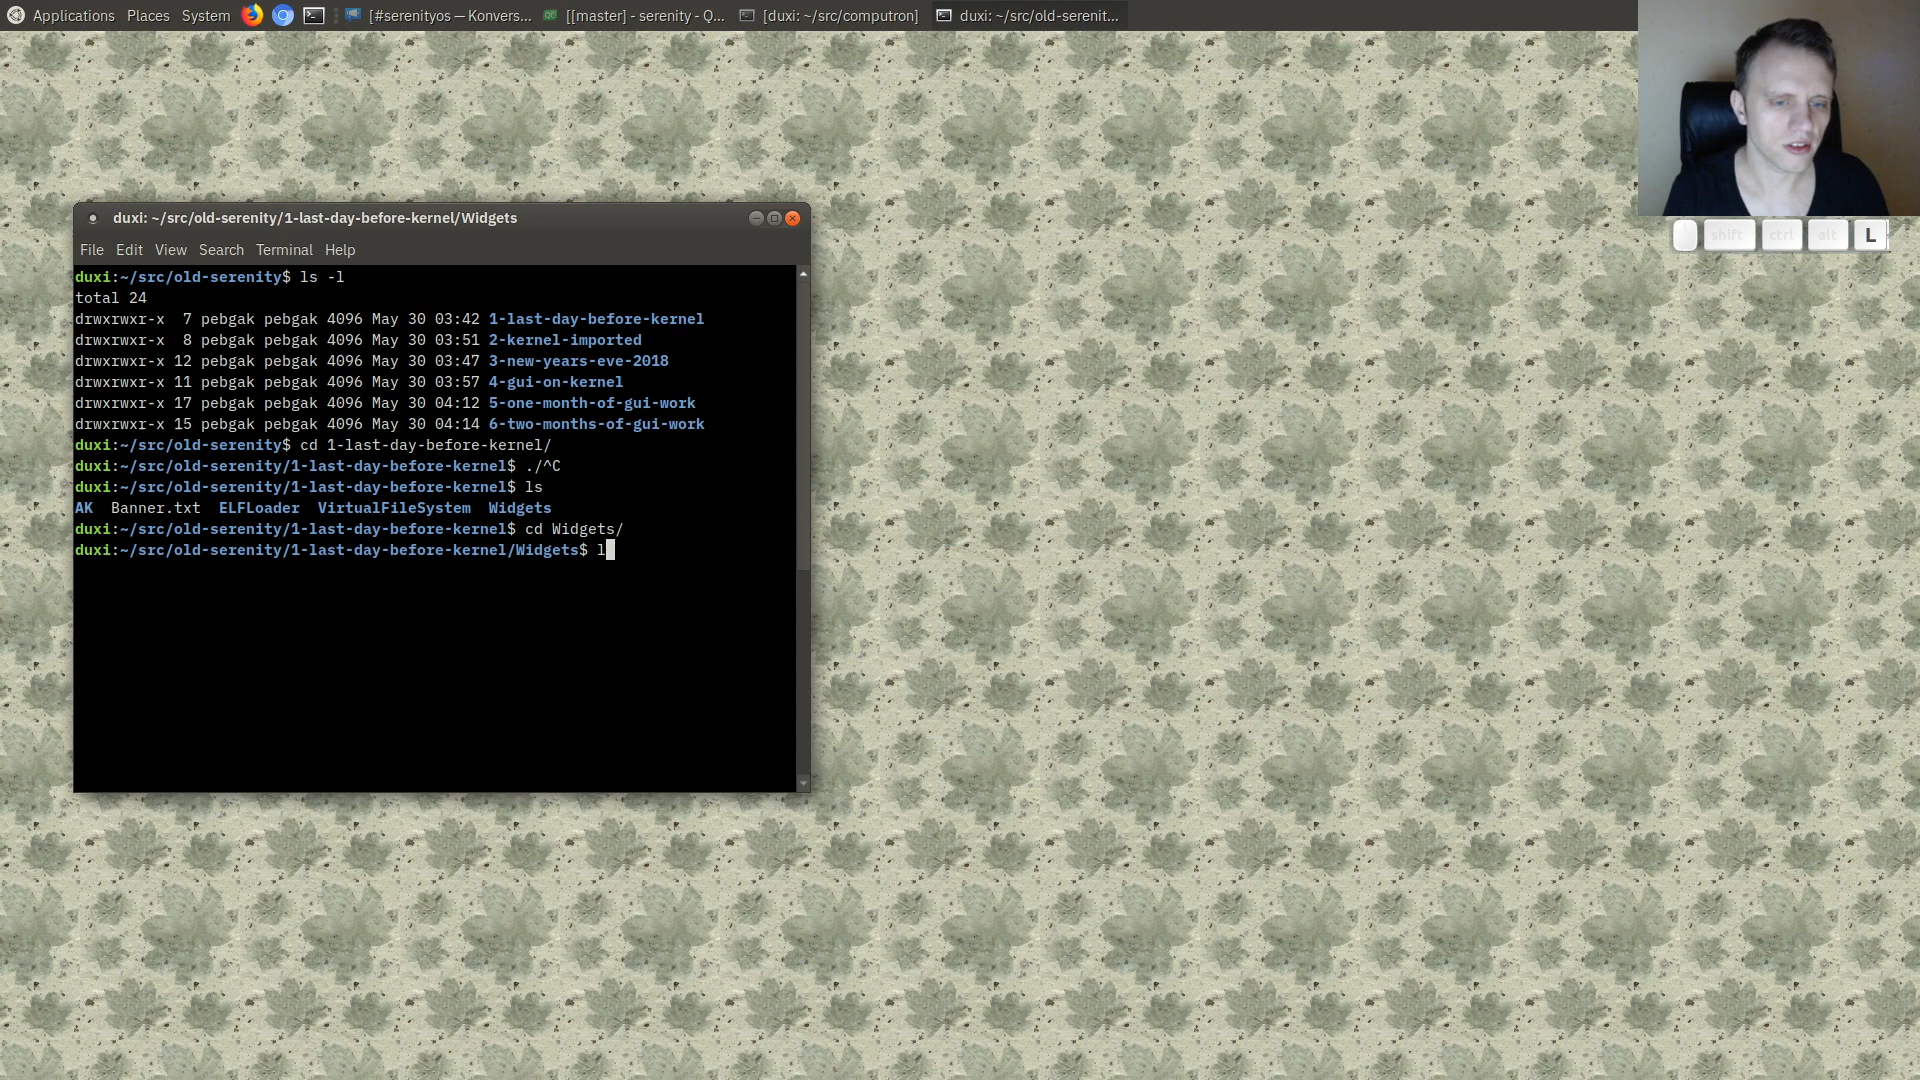 Applications Places System [#serenityos — Konvers... [[master] - serenity - Q... [duxi: ~/src/computron] duxi: ~/src/old-serenit...
shift ctrl alt L
duxi: ~/src/old-serenity/1-last-day-before-kernel/Widgets
File Edit View Search Terminal Help
duxi:~/src/old-serenity$ ls -l
total 24
drwxrwxr-x  7 pebgak pebgak 4096 May 30 03:42 1-last-day-before-kernel
drwxrwxr-x  8 pebgak pebgak 4096 May 30 03:51 2-kernel-imported
drwxrwxr-x 12 pebgak pebgak 4096 May 30 03:47 3-new-years-eve-2018
drwxrwxr-x 11 pebgak pebgak 4096 May 30 03:57 4-gui-on-kernel
drwxrwxr-x 17 pebgak pebgak 4096 May 30 04:12 5-one-month-of-gui-work
drwxrwxr-x 15 pebgak pebgak 4096 May 30 04:14 6-two-months-of-gui-work
duxi:~/src/old-serenity$ cd 1-last-day-before-kernel/
duxi:~/src/old-serenity/1-last-day-before-kernel$ ./^C
duxi:~/src/old-serenity/1-last-day-before-kernel$ ls
AK  Banner.txt  ELFLoader  VirtualFileSystem  Widgets
duxi:~/src/old-serenity/1-last-day-before-kernel$ cd Widgets/
duxi:~/src/old-serenity/1-last-day-before-kernel/Widgets$ l